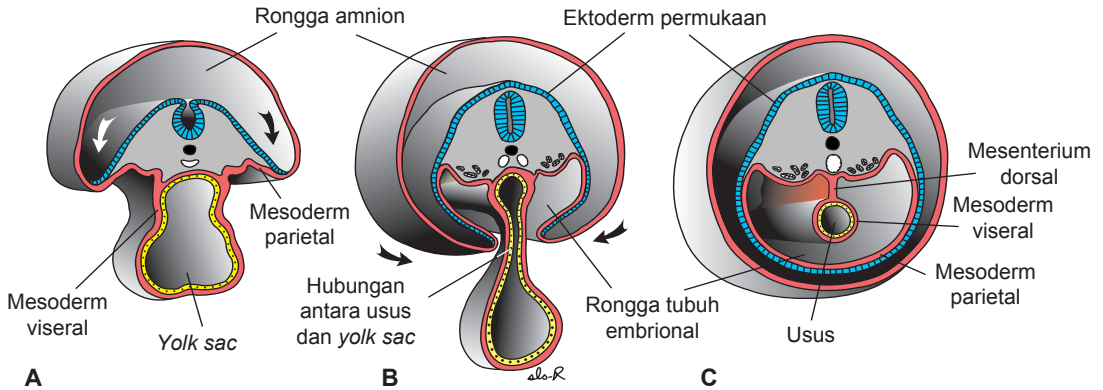 Rongga amnion
Ektoderm permukaan
Mesoderm
parietal
Mesoderm
viseral
Yolk sac
Hubungan
antara usus
dan yolk sac
Rongga tubuh
embrional
Mesenterium
dorsal
Mesoderm
viseral
Mesoderm
parietal
Usus
sls-R
A
B
C